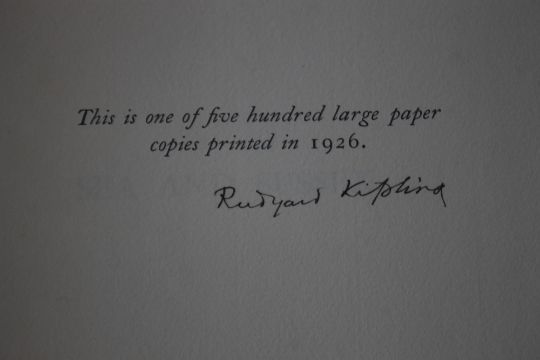 This is one of five hundred large paper
copies printed in 1926.
Rudyard Kipling